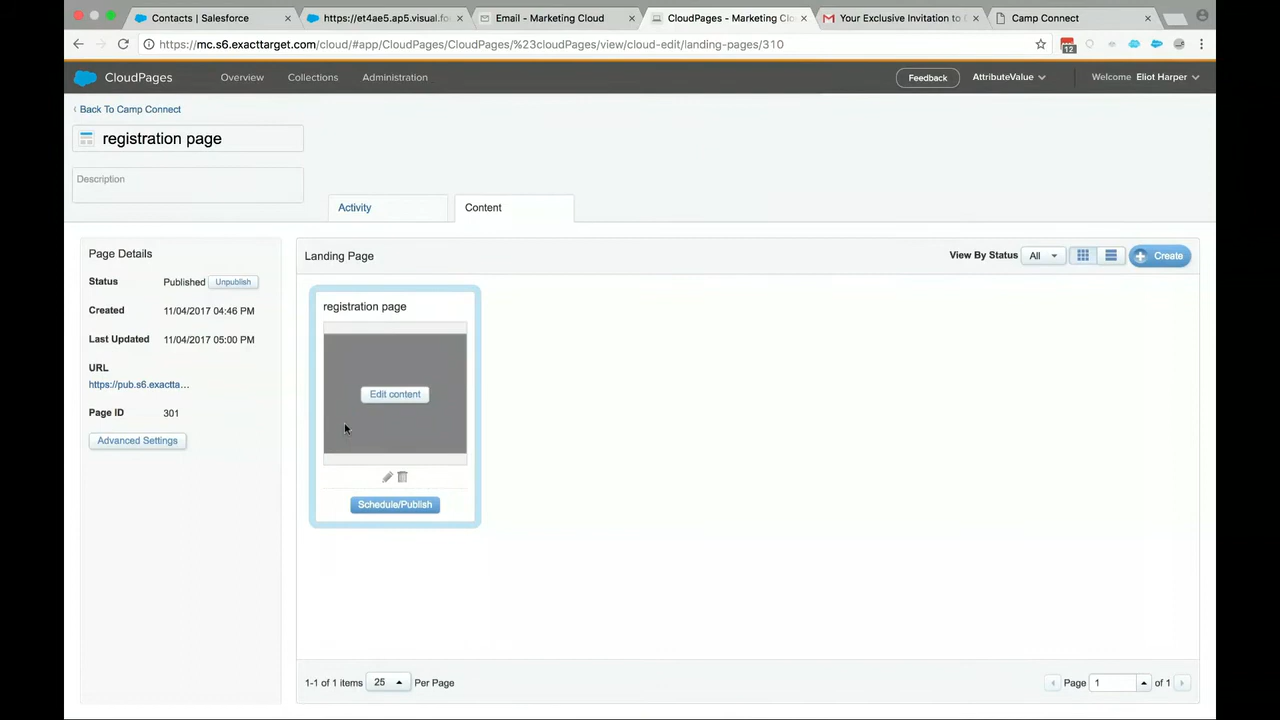 Contacts | Salesforce
https://et4ae5.ap5.visual.fo
Email - Marketing Cloud
CloudPages - Marketing Clo
Your Exclusive Invitation to C
Camp Connect
https://mc.s6.exacttarget.com/cloud/#app/CloudPages/CloudPages/%23cloudPages/view/cloud-edit/landing-pages/310
12
CloudPages
Overview
Collections
Administration
Feedback
AttributeValue
Welcome Eliot Harper
Back To Camp Connect
registration page
Description
Activity
Content
Page Details
Status Published Unpublish
Created 11/04/2017 04:46 PM
Last Updated 11/04/2017 05:00 PM
URL
https://pub.s6.exactta...
Page ID 301
Advanced Settings
Landing Page
View By Status All
Create
registration page
Edit content
Schedule/Publish
1-1 of 1 items 25 Per Page
Page 1 of 1